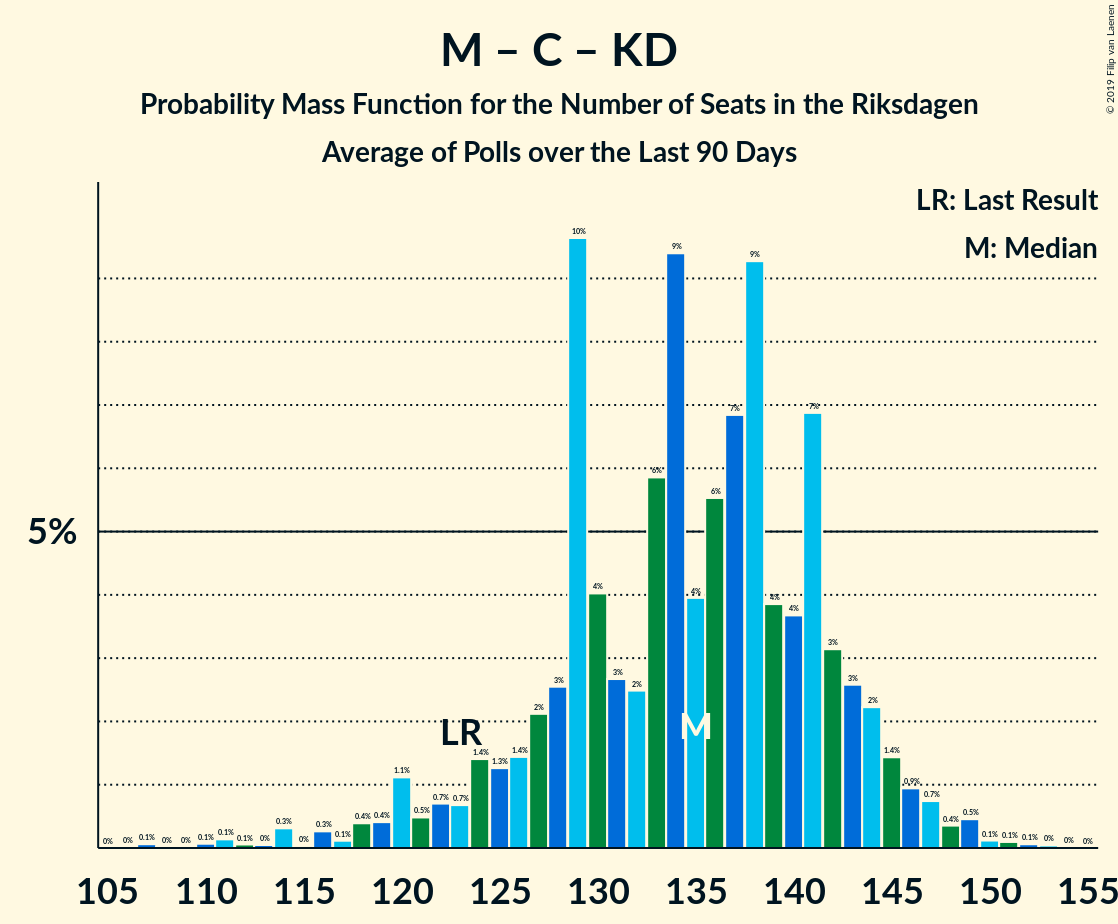 M – C – KD
Probability Mass Function for the Number of Seats in the Riksdagen
Average of Polls over the Last 90 Days
© 2019 Filip van Laenen
LR: Last Result
M: Median
5%
0% 0% 0.1% 0% 0% 0.1% 0.1% 0.1% 0% 0.3% 0% 0.3% 0.1% 0.4% 0.4% 1.1% 0.5% 0.7% 0.7% 1.4% 1.3% 1.4% 2% 3% 10% 4% 3% 2% 6% 9% 4% 6% 7% 9% 4% 4% 7% 3% 3% 2% 1.4% 0.9% 0.7% 0.4% 0.5% 0.1% 0.1% 0.1% 0% 0% 0%
LR
M
105 110 115 120 125 130 135 140 145 150 155